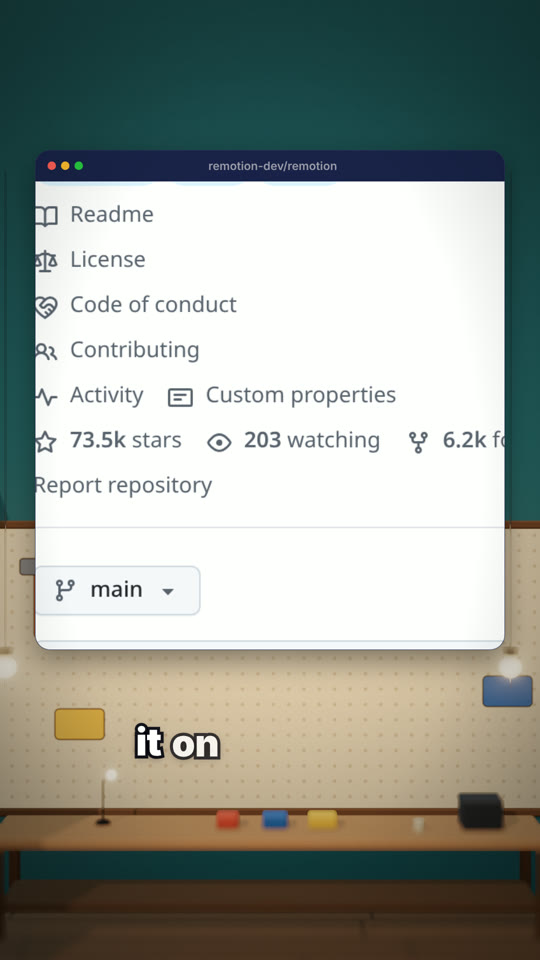 remotion-dev/remotion
Readme
License
Code of conduct
Contributing
Activity Custom properties
73.5k stars 203 watching 6.2k fo
Report repository
main
it on